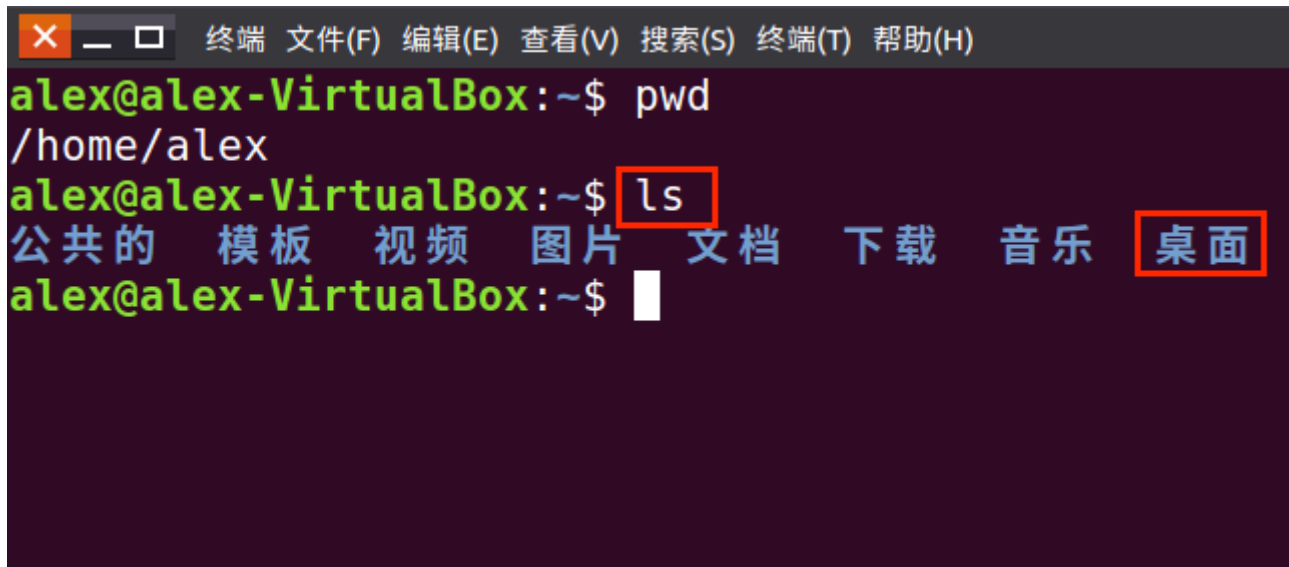 终端 文件(F) 编辑(E) 查看(V) 搜索(S) 终端(T) 帮助(H)
alex@alex-VirtualBox:~$ pwd
/home/alex
alex@alex-VirtualBox:~$ ls
公共的 模板 视频 图片 文档 下载 音乐 桌面
alex@alex-VirtualBox:~$